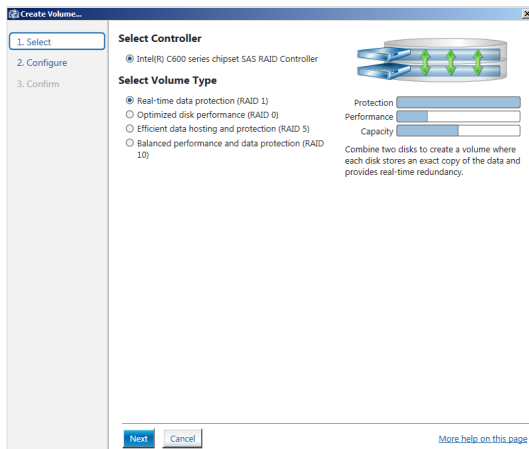 Create Volume...
1. Select
2. Configure
3. Confirm
Select Controller
Intel(R) C600 series chipset SAS RAID Controller
Select Volume Type
Real-time data protection (RAID 1)
Optimized disk performance (RAID 0)
Efficient data hosting and protection (RAID 5)
Balanced performance and data protection (RAID
10)
Protection
Performance
Capacity
Combine two disks to create a volume where
each disk stores an exact copy of the data and
provides real-time redundancy.
Next
Cancel
More help on this page